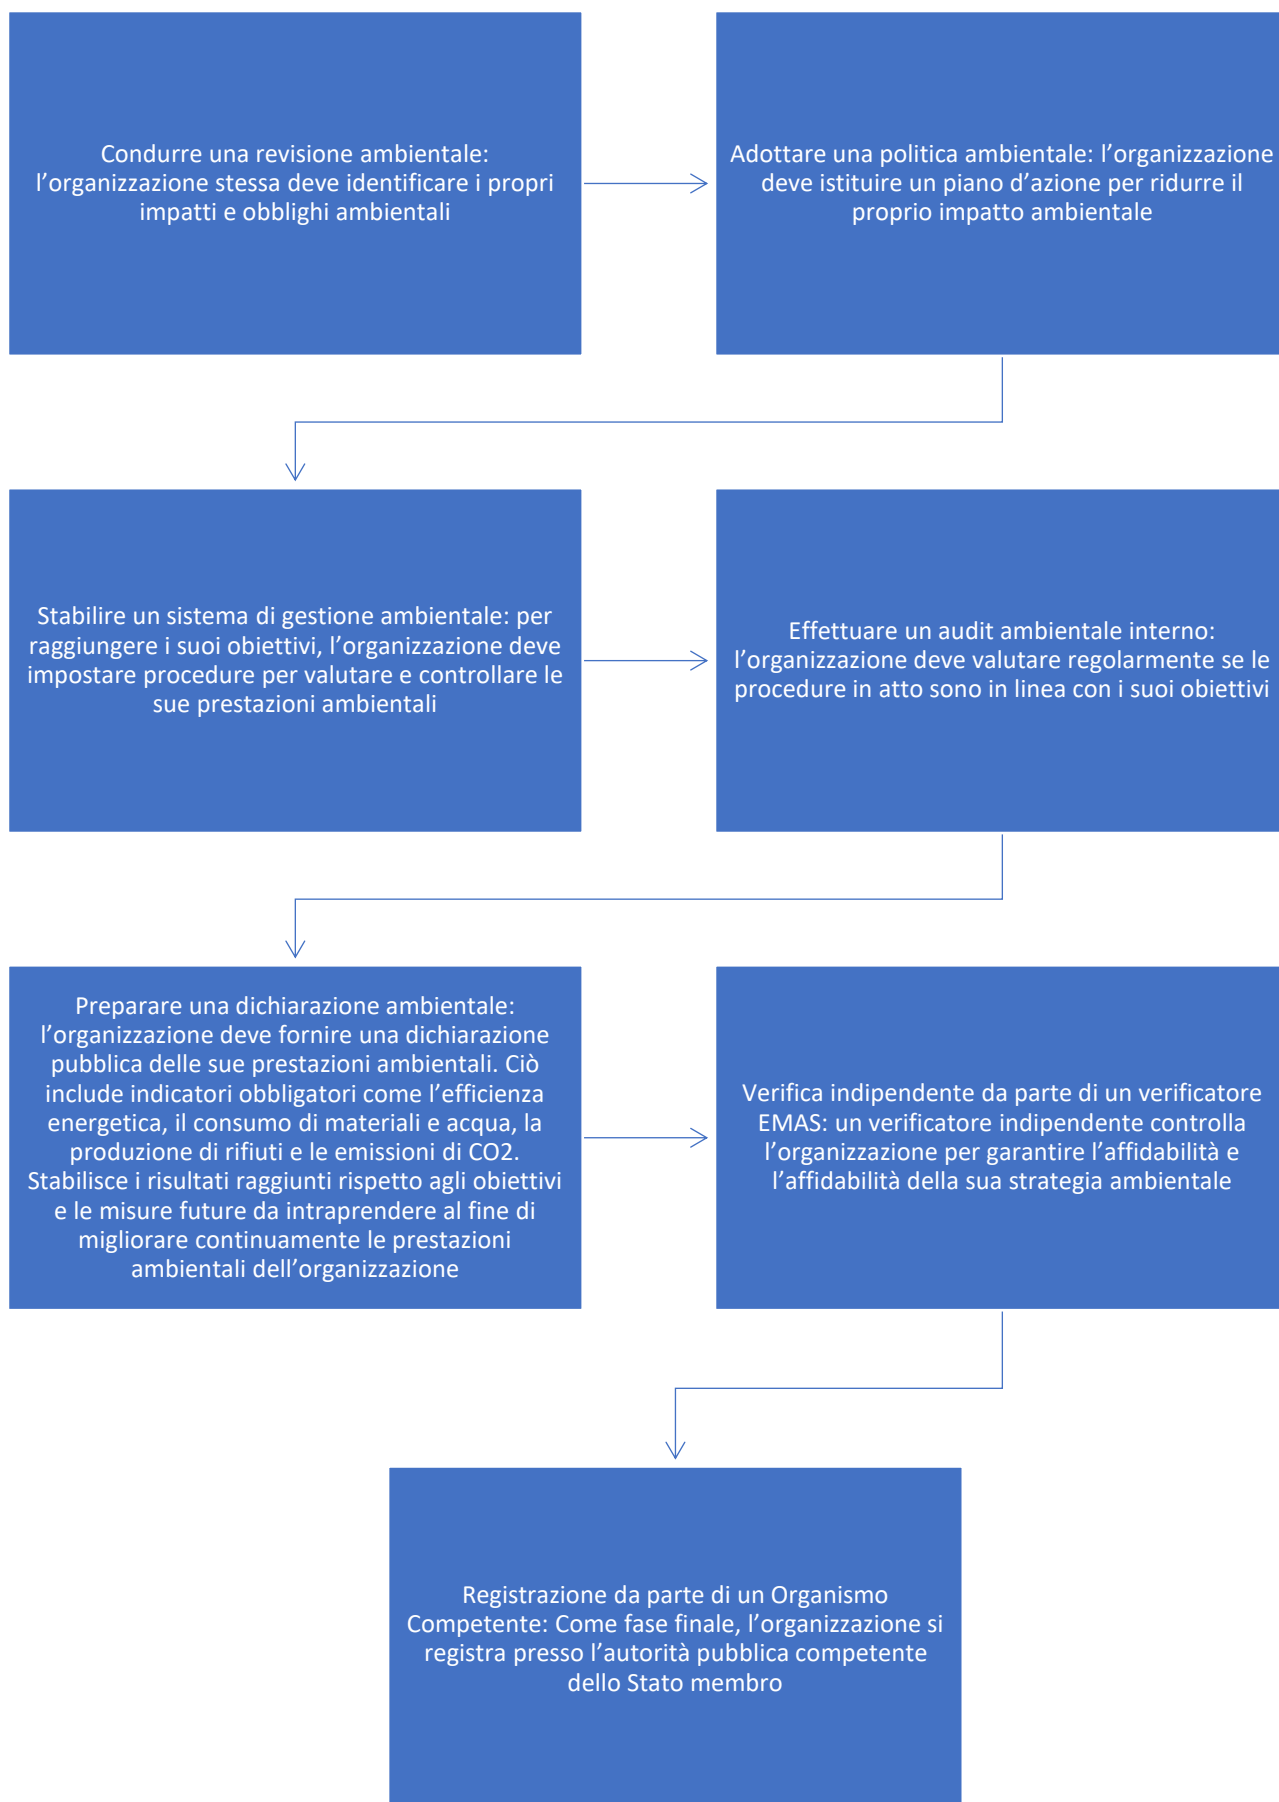 Condurre una revisione ambientale:
l’organizzazione stessa deve identificare i propri
impatti e obblighi ambientali
Adottare una politica ambientale: l’organizzazione
deve istituire un piano d’azione per ridurre il
proprio impatto ambientale
Stabilire un sistema di gestione ambientale: per
raggiungere i suoi obiettivi, l’organizzazione deve
impostare procedure per valutare e controllare le
sue prestazioni ambientali
Effettuare un audit ambientale interno:
l’organizzazione deve valutare regolarmente se le
procedure in atto sono in linea con i suoi obiettivi
Preparare una dichiarazione ambientale:
l’organizzazione deve fornire una dichiarazione
pubblica delle sue prestazioni ambientali. Ciò
include indicatori obbligatori come l’efficienza
energetica, il consumo di materiali e acqua, la
produzione di rifiuti e le emissioni di CO2.
Stabilisce i risultati raggiunti rispetto agli obiettivi
e le misure future da intraprendere al fine di
migliorare continuamente le prestazioni
ambientali dell’organizzazione
Verifica indipendente da parte di un verificatore
EMAS: un verificatore indipendente controlla
l’organizzazione per garantire l’affidabilità e
l’affidabilità della sua strategia ambientale
Registrazione da parte di un Organismo
Competente: Come fase finale, l’organizzazione si
registra presso l’autorità pubblica competente
dello Stato membro